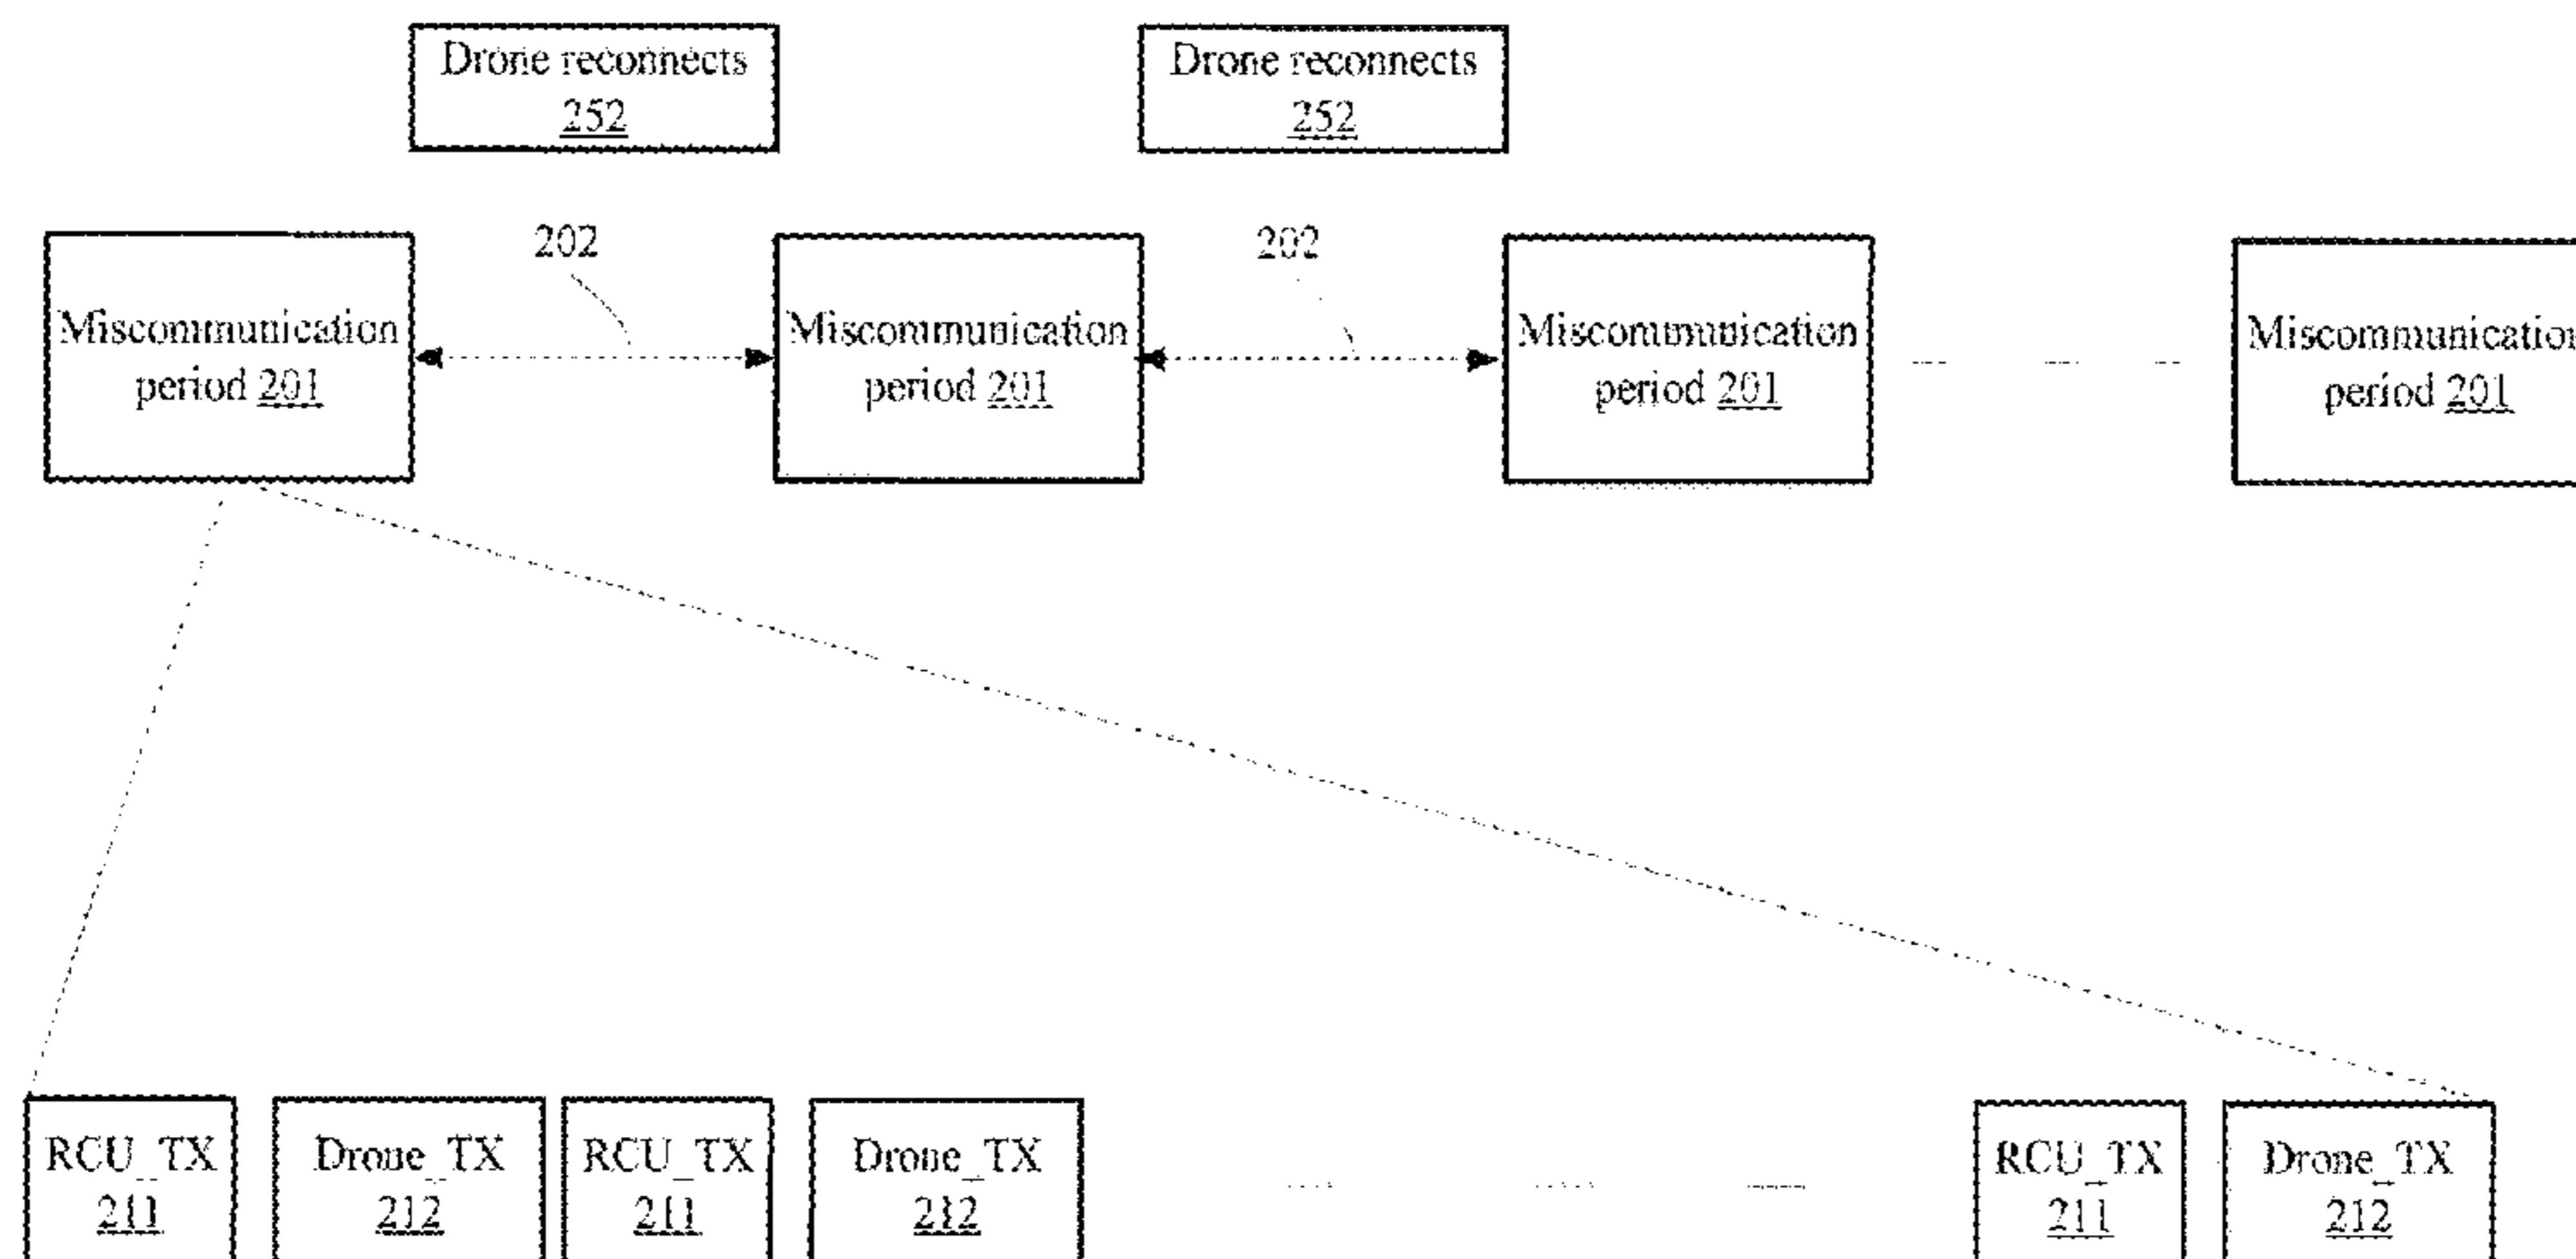 Drone reconnects
252
Drone reconnects
252
202
202
Miscommunication
period 201
Miscommunication
period 201
Miscommunication
period 201
Miscommunication
period 201
RCU_TX
211
Drone_TX
212
RCU_TX
211
Drone_TX
212
RCU_TX
211
Drone_TX
212